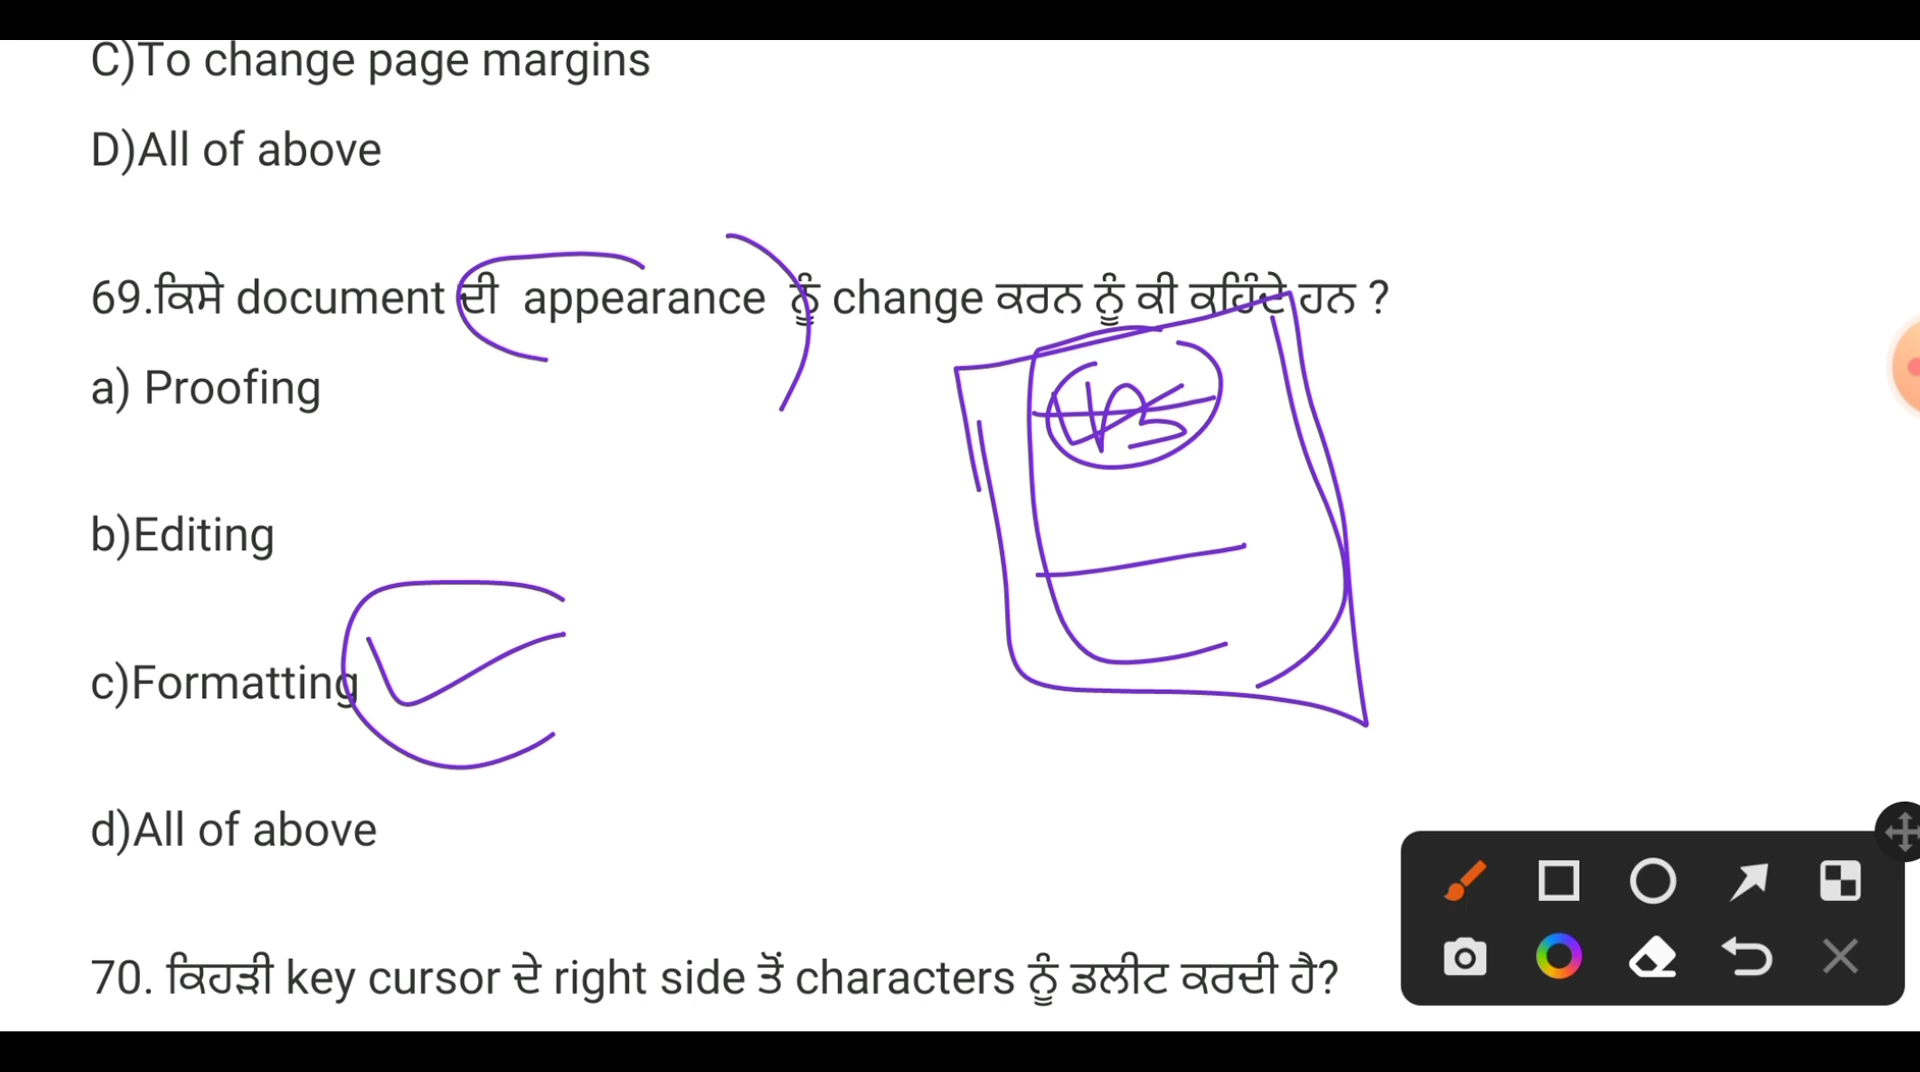 C)To change page margins
D)All of above
69.ਕਿਸੇ document ਦੀ appearance ਨੂੰ change ਕਰਨ ਨੂੰ ਕੀ ਕਹਿੰਦੇ ਹਨ ?
a) Proofing
b)Editing
c)Formatting
d)All of above
70. ਕਿਹੜੀ key cursor ਦੇ right side ਤੋਂ characters ਨੂੰ ਡਲੀਟ ਕਰਦੀ ਹੈ?